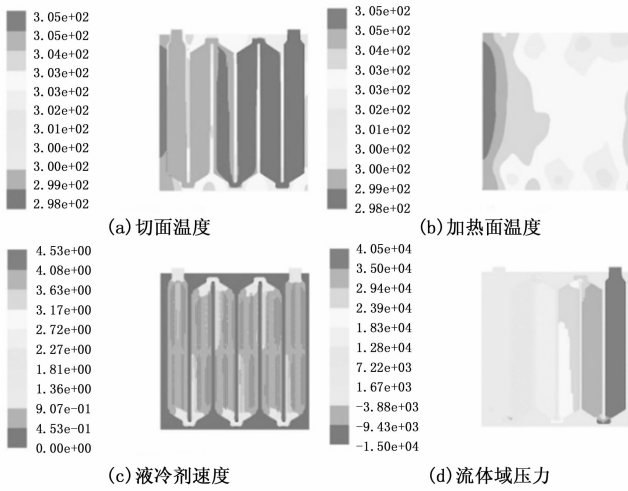 3.05e+02
3.05e+02
3.04e+02
3.03e+02
3.03e+02
3.02e+02
3.01e+02
3.00e+02
3.00e+02
2.99e+02
2.98e+02
(a)切面温度
3.05e+02
3.05e+02
3.04e+02
3.03e+02
3.03e+02
3.02e+02
3.01e+02
3.00e+02
3.00e+02
2.99e+02
2.98e+02
(b)加热面温度
4.53e+00
4.08e+00
3.63e+00
3.17e+00
2.72e+00
2.27e+00
1.81e+00
1.36e+00
9.07e-01
4.53e-01
0.00e+00
(c)液冷剂速度
4.05e+04
3.50e+04
2.94e+04
2.39e+04
1.83e+04
1.28e+04
7.22e+03
1.67e+03
-3.88e+03
-9.43e+03
-1.50e+04
(d)流体域压力